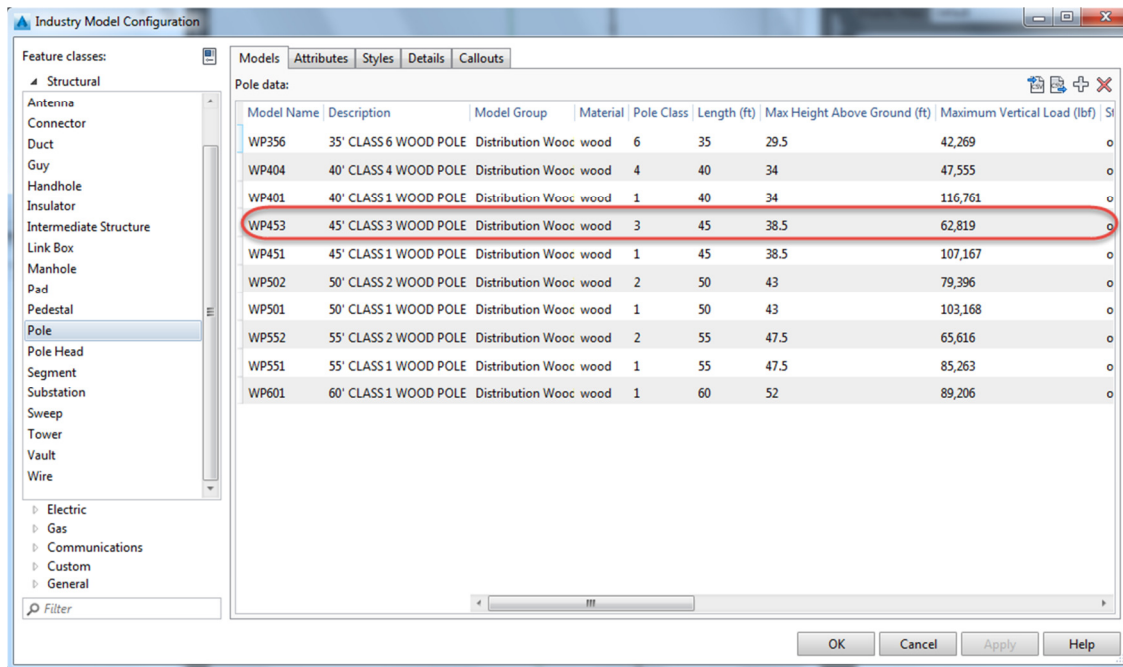 Industry Model Configuration
Feature classes:
Structural
Antenna
Connector
Duct
Guy
Handhole
Insulator
Intermediate Structure
Link Box
Manhole
Pad
Pedestal
Pole
Pole Head
Segment
Substation
Sweep
Tower
Vault
Wire
Electric
Gas
Communications
Custom
General
Filter
Models Attributes Styles Details Callouts
Pole data:
Model Name Description Model Group Material Pole Class Length (ft) Max Height Above Ground (ft) Maximum Vertical Load (lbf) St
WP356 35' CLASS 6 WOOD POLE Distribution Wooc wood 6 35 29.5 42,269 o
WP404 40' CLASS 4 WOOD POLE Distribution Wooc wood 4 40 34 47,555 o
WP401 40' CLASS 1 WOOD POLE Distribution Wooc wood 1 40 34 116,761 o
WP453 45' CLASS 3 WOOD POLE Distribution Wooc wood 3 45 38.5 62,819 o
WP451 45' CLASS 1 WOOD POLE Distribution Wooc wood 1 45 38.5 107,167 o
WP502 50' CLASS 2 WOOD POLE Distribution Wooc wood 2 50 43 79,396 o
WP501 50' CLASS 1 WOOD POLE Distribution Wooc wood 1 50 43 103,168 o
WP552 55' CLASS 2 WOOD POLE Distribution Wooc wood 2 55 47.5 65,616 o
WP551 55' CLASS 1 WOOD POLE Distribution Wooc wood 1 55 47.5 85,263 o
WP601 60' CLASS 1 WOOD POLE Distribution Wooc wood 1 60 52 89,206 o
OK Cancel Apply Help